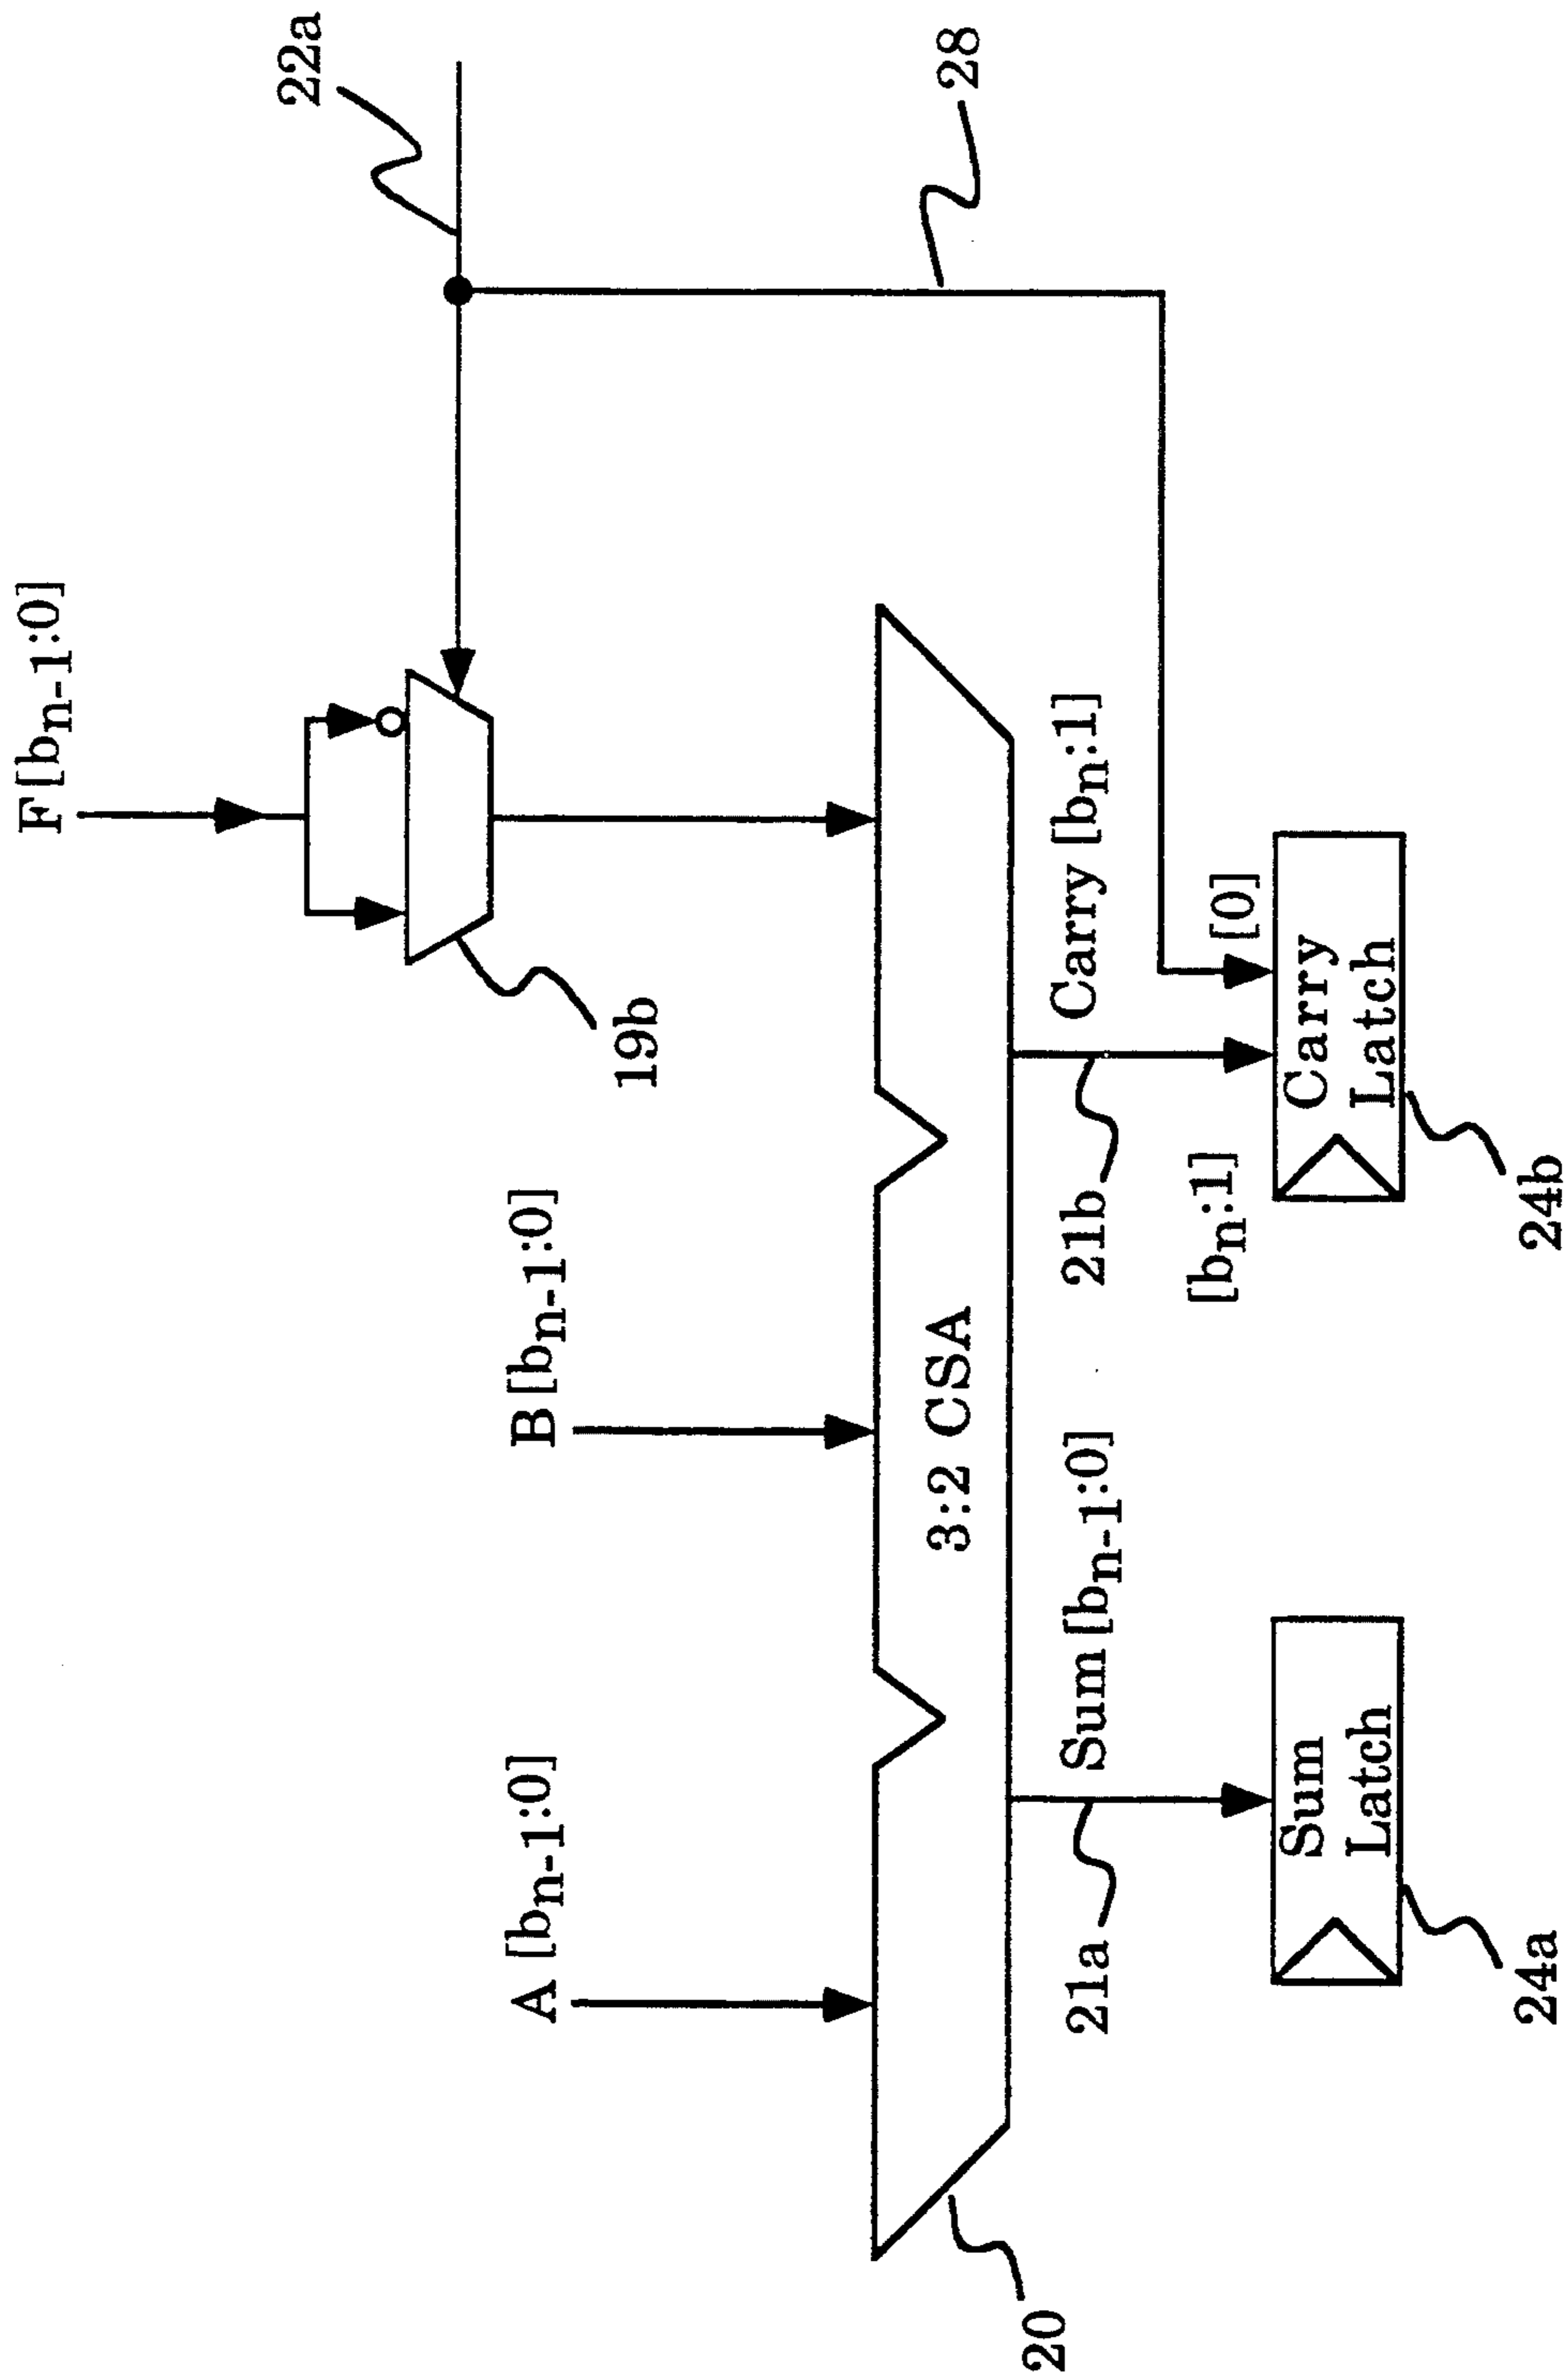 F [bn-1:0]
22a
19b
A [bn-1:0]
B [bn-1:0]
28
3:2 CSA
20
21a
Sum [bn-1:0]
21b
Carry [bn:1]
[bn:1]
[0]
Sum
Latch
Carry
Latch
24a
24b